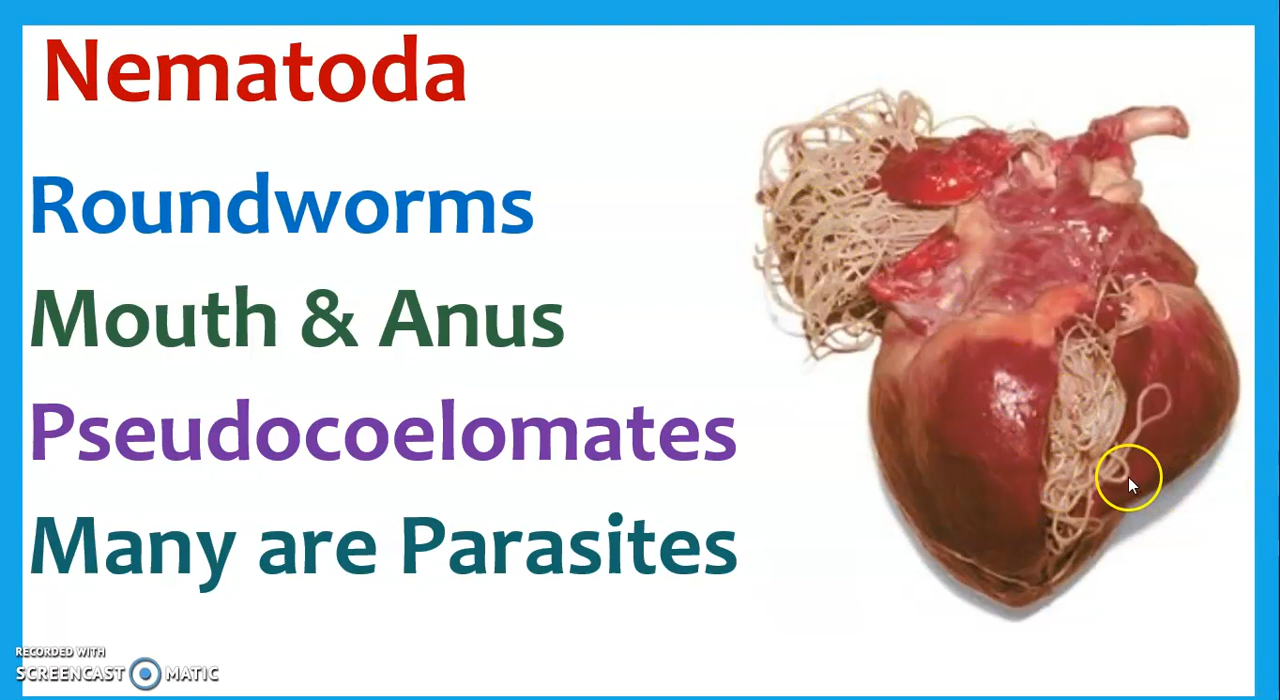 Nematoda
Roundworms
Mouth & Anus
Pseudocoelomates
Many are Parasites
RECORDED WITH
SCREENCAST MATIC